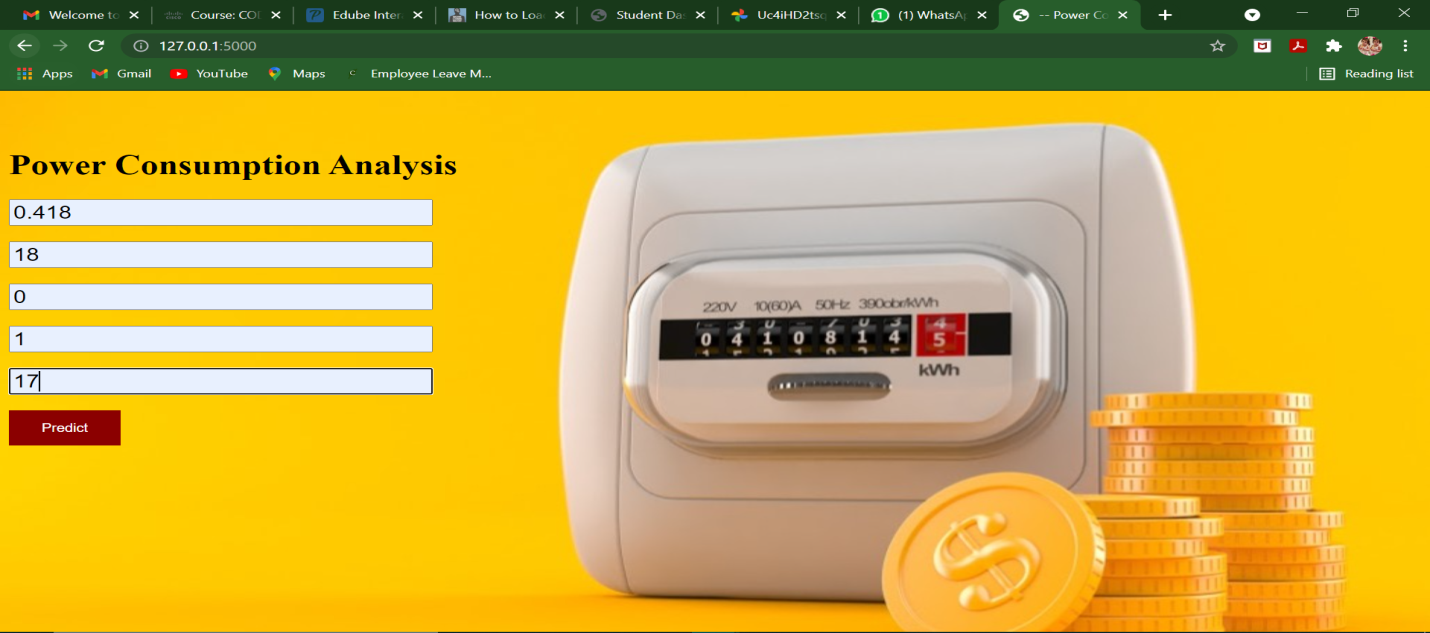 Welcome to
Course: CO
Edube Inter
How to Loa
Student Da
Uc4iHD2tsq
(1) WhatsA
-- Power Co
127.0.0.1:5000
Apps
Gmail
YouTube
Maps
Employee Leave M...
Reading list
Power Consumption Analysis
0.418
18
0
1
17
Predict
220V 10(60)A 50Hz 390obr/kWh
0 4 1 0 8 1 4 5
kWh
$